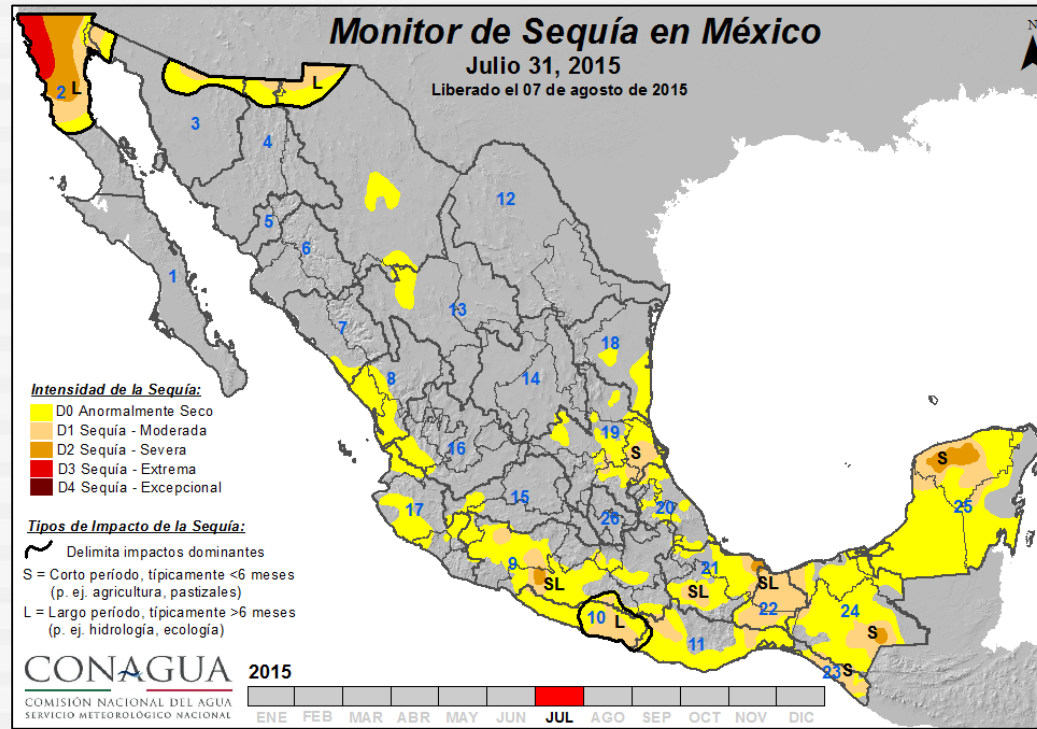 Monitor de Sequía en México
Julio 31, 2015
Liberado el 07 de agosto de 2015
N
2 L
L
3
4
12
5
6
1
13
7
18
8
14
19
S
16
S
25
15
17
26
20
21
9
SL
SL
SL
22
24
10 L
11
S
23 S
Intensidad de la Sequía:
D0 Anormalmente Seco
D1 Sequía - Moderada
D2 Sequía - Severa
D3 Sequía - Extrema
D4 Sequía - Excepcional
Tipos de Impacto de la Sequía:
Delimita impactos dominantes
S = Corto período, típicamente <6 meses
(p. ej. agricultura, pastizales)
L = Largo período, típicamente >6 meses
(p. ej. hidrología, ecología)
CONAGUA
COMISIÓN NACIONAL DEL AGUA
SERVICIO METEOROLÓGICO NACIONAL
2015
ENE FEB MAR ABR MAY JUN JUL AGO SEP OCT NOV DIC